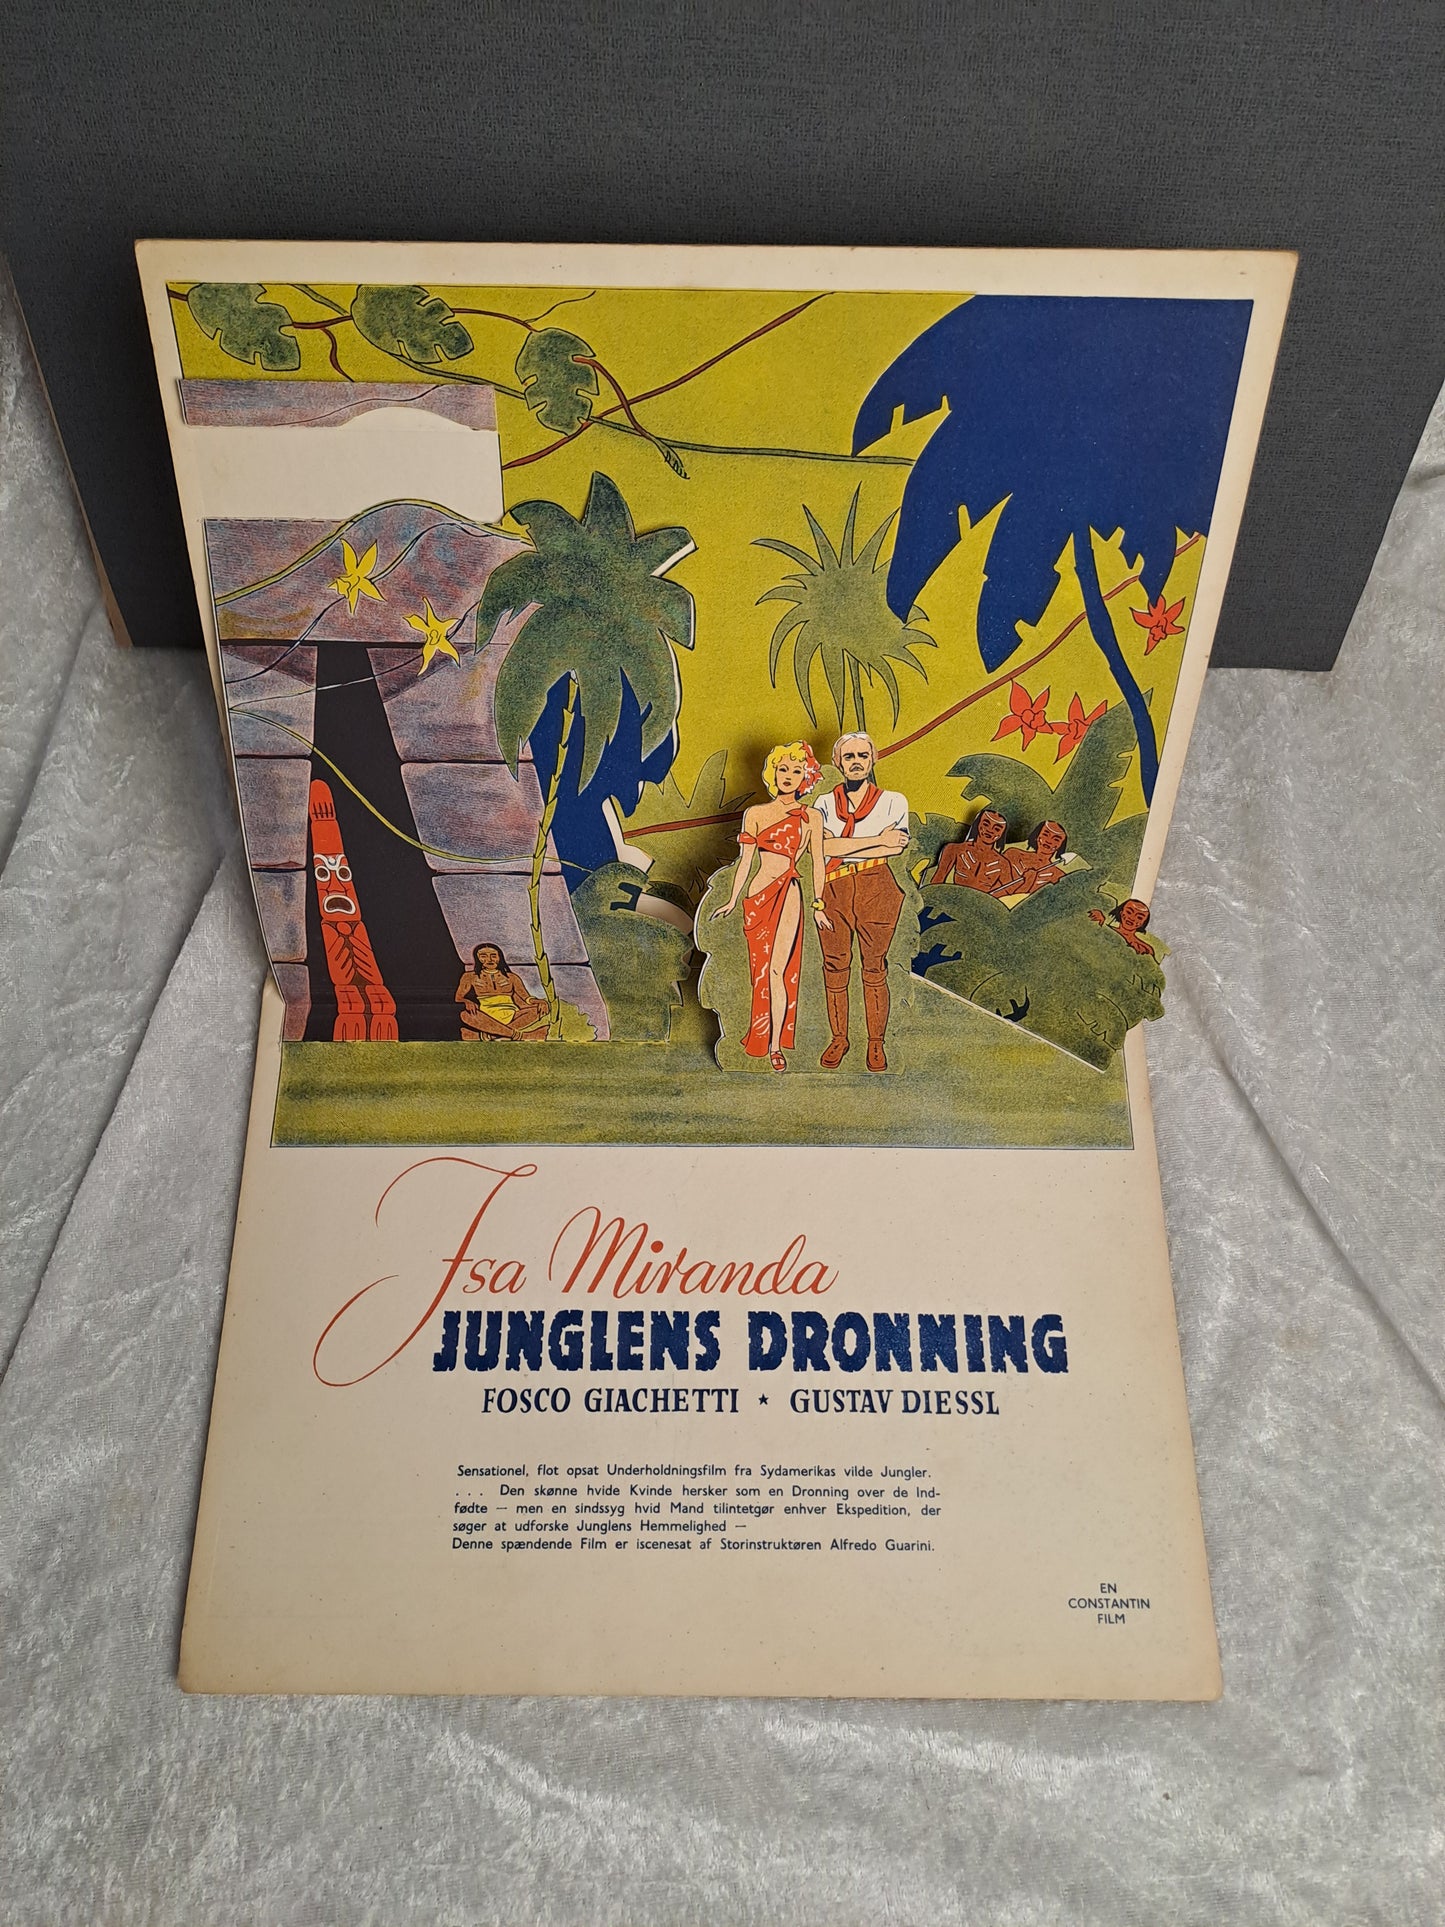 Isa Miranda
JUNGLENS DRONNING
FOSCO GIACHETTI ★ GUSTAV DIESSL
Sensationel, flot opsat Underholdningsfilm fra Sydamerikas vilde Jungler.
. . . Den skønne hvide Kvinde hersker som en Dronning over de Ind-
fødte — men en sindssyg hvid Mand tilintetgør enhver Ekspedition, der
søger at udforske Junglens Hemmelighed —
Denne spændende Film er iscenesat af Storinstruktøren Alfredo Guarini.
EN
CONSTANTIN
FILM